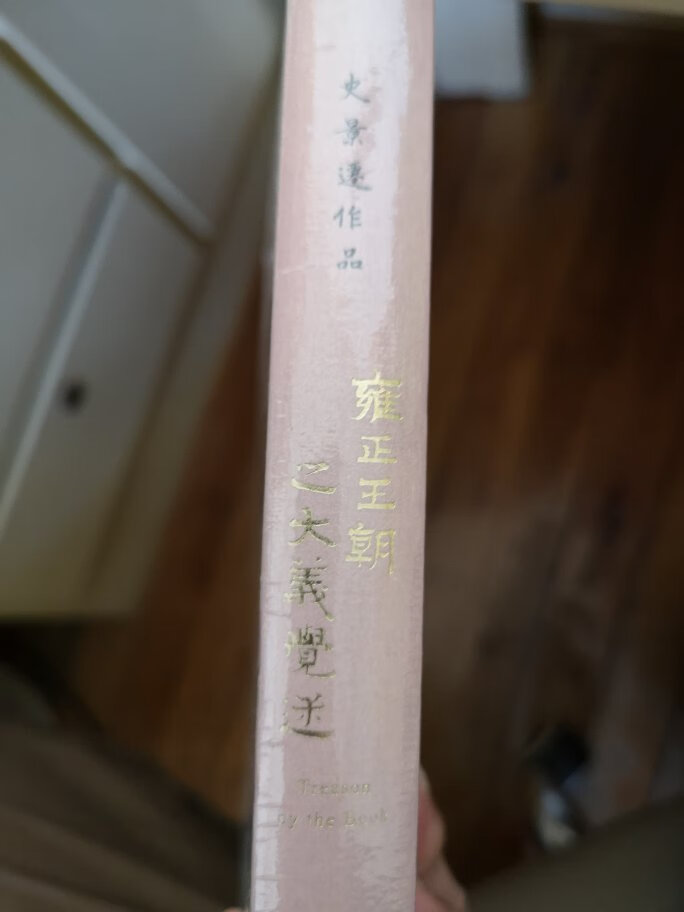 史景遷作品
雍正王朝
之大義覺迷
Treason
by the Book